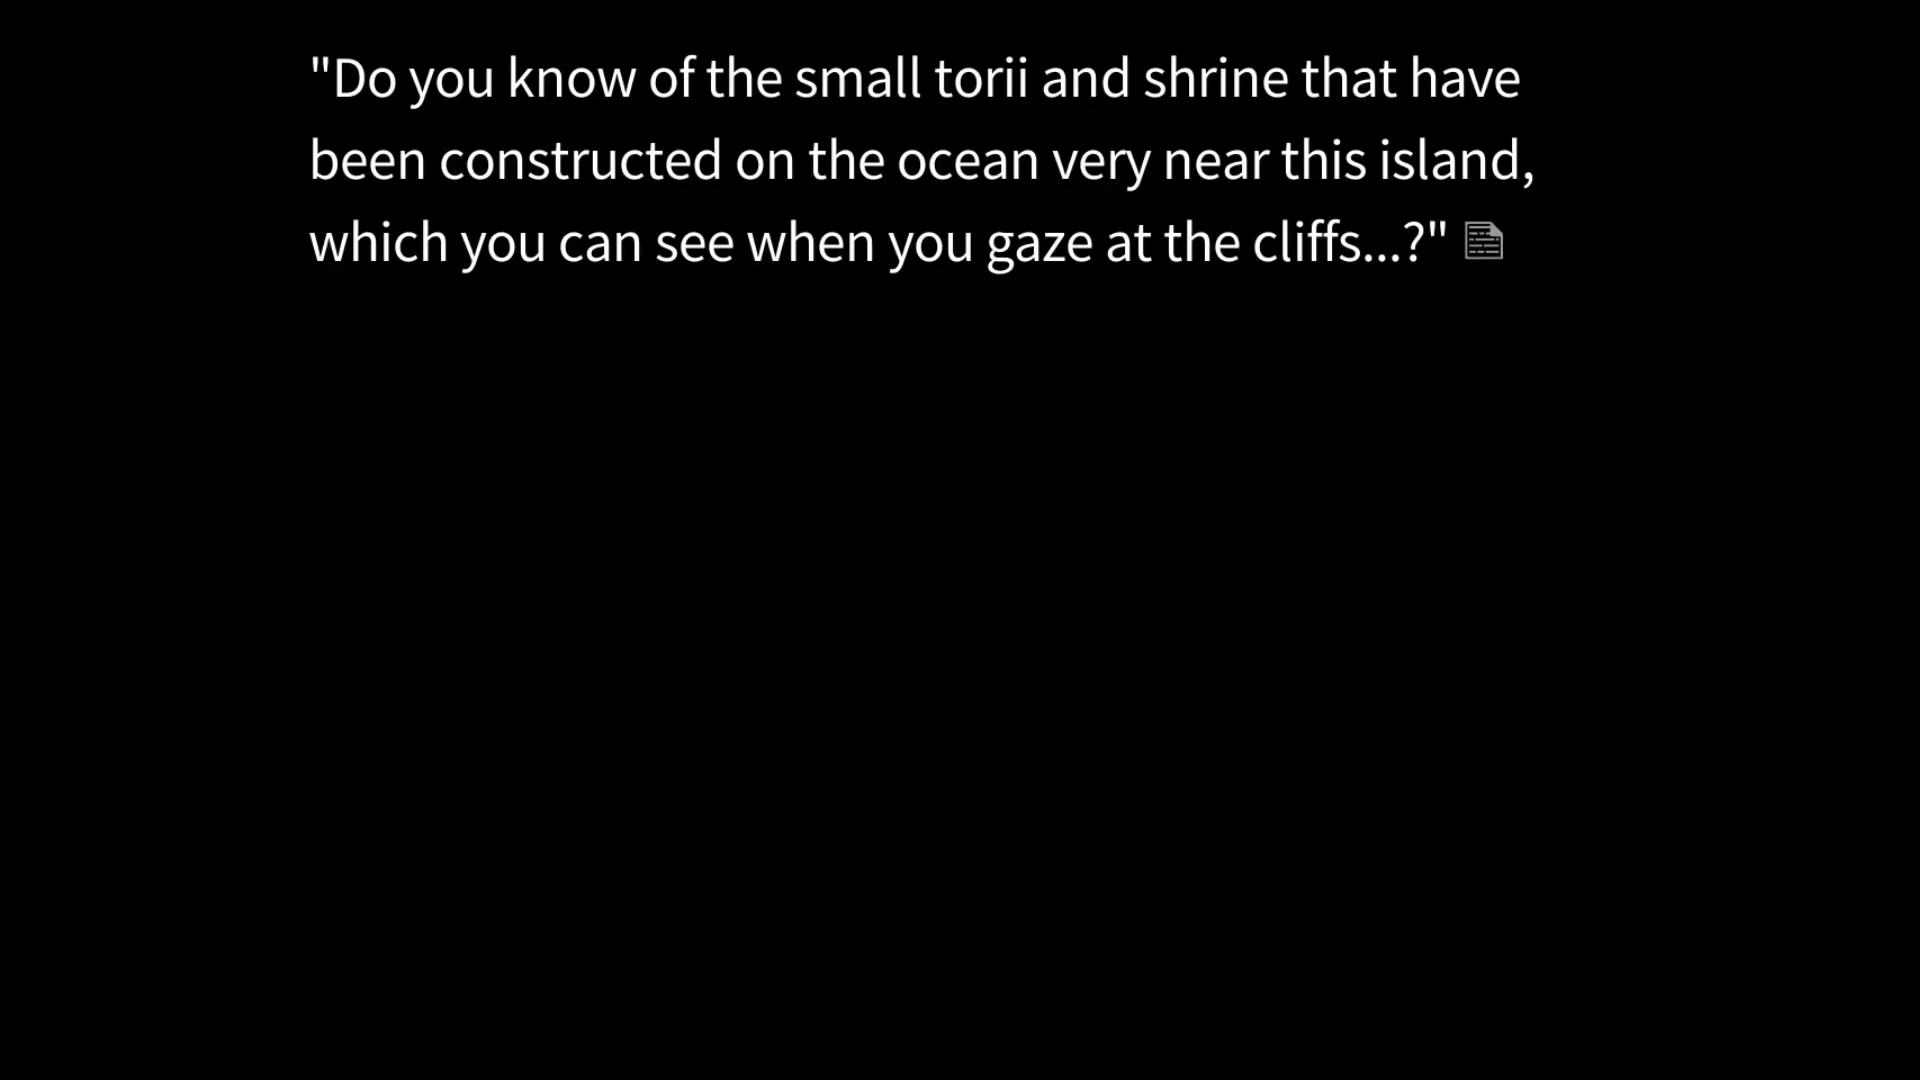 "Do you know of the small torii and shrine that have
been constructed on the ocean very near this island,
which you can see when you gaze at the cliffs...?"